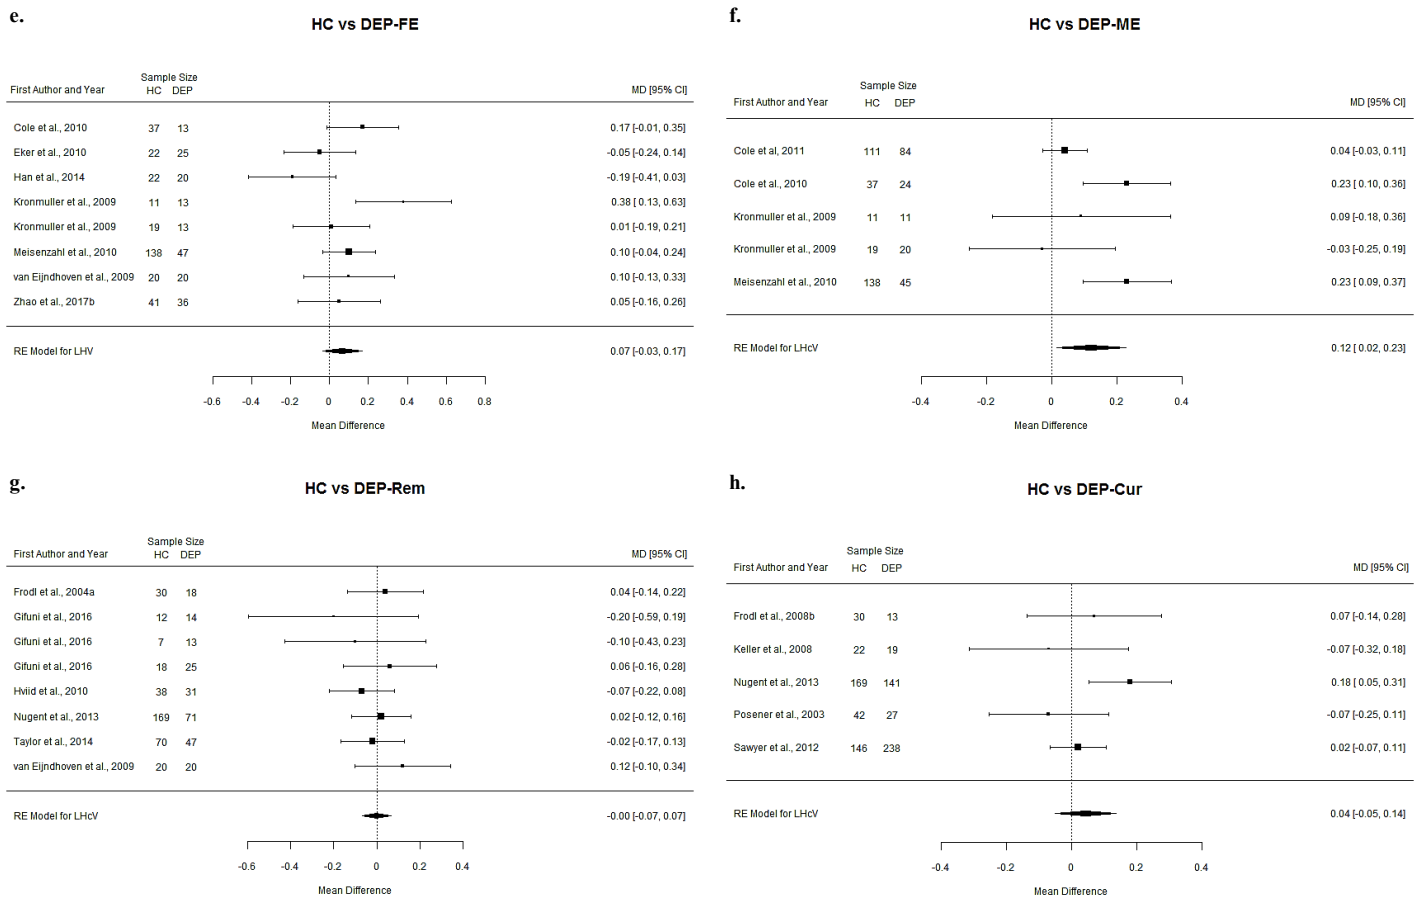 e.
HC vs DEP-FE
Sample Size
First Author and Year HC DEP MD [95% CI]
Cole et al., 2010 37 13 0.17 [-0.01, 0.35]
Eker et al., 2010 22 25 -0.05 [-0.24, 0.14]
Han et al., 2014 22 20 -0.19 [-0.41, 0.03]
Kronmuller et al., 2009 11 13 0.38 [ 0.13, 0.63]
Kronmuller et al., 2009 19 13 0.01 [-0.19, 0.21]
Meisenzahl et al., 2010 138 47 0.10 [-0.04, 0.24]
van Eijndhoven et al., 2009 20 20 0.10 [-0.13, 0.33]
Zhao et al., 2017b 41 36 0.05 [-0.16, 0.26]
RE Model for LHV 0.07 [-0.03, 0.17]
-0.6 -0.4 -0.2 0 0.2 0.4 0.6 0.8
Mean Difference
f.
HC vs DEP-ME
Sample Size
First Author and Year HC DEP MD [95% CI]
Cole et al, 2011 111 84 0.04 [-0.03, 0.11]
Cole et al., 2010 37 24 0.23 [ 0.10, 0.36]
Kronmuller et al., 2009 11 11 0.09 [-0.18, 0.36]
Kronmuller et al., 2009 19 20 -0.03 [-0.25, 0.19]
Meisenzahl et al., 2010 138 45 0.23 [ 0.09, 0.37]
RE Model for LHcV 0.12 [ 0.02, 0.23]
-0.4 -0.2 0 0.2 0.4
Mean Difference
g.
HC vs DEP-Rem
Sample Size
First Author and Year HC DEP MD [95% CI]
Frodl et al., 2004a 30 18 0.04 [-0.14, 0.22]
Gifuni et al., 2016 12 14 -0.20 [-0.59, 0.19]
Gifuni et al., 2016 7 13 -0.10 [-0.43, 0.23]
Gifuni et al., 2016 18 25 0.06 [-0.16, 0.28]
Hviid et al., 2010 38 31 -0.07 [-0.22, 0.08]
Nugent et al., 2013 169 71 0.02 [-0.12, 0.16]
Taylor et al., 2014 70 47 -0.02 [-0.17, 0.13]
van Eijndhoven et al., 2009 20 20 0.12 [-0.10, 0.34]
RE Model for LHcV -0.00 [-0.07, 0.07]
-0.6 -0.4 -0.2 0 0.2 0.4
Mean Difference
h.
HC vs DEP-Cur
Sample Size
First Author and Year HC DEP MD [95% CI]
Frodl et al., 2008b 30 13 0.07 [-0.14, 0.28]
Keller et al., 2008 22 19 -0.07 [-0.32, 0.18]
Nugent et al., 2013 169 141 0.18 [ 0.05, 0.31]
Posener et al., 2003 42 27 -0.07 [-0.25, 0.11]
Sawyer et al., 2012 146 238 0.02 [-0.07, 0.11]
RE Model for LHcV 0.04 [-0.05, 0.14]
-0.4 -0.2 0 0.2 0.4
Mean Difference